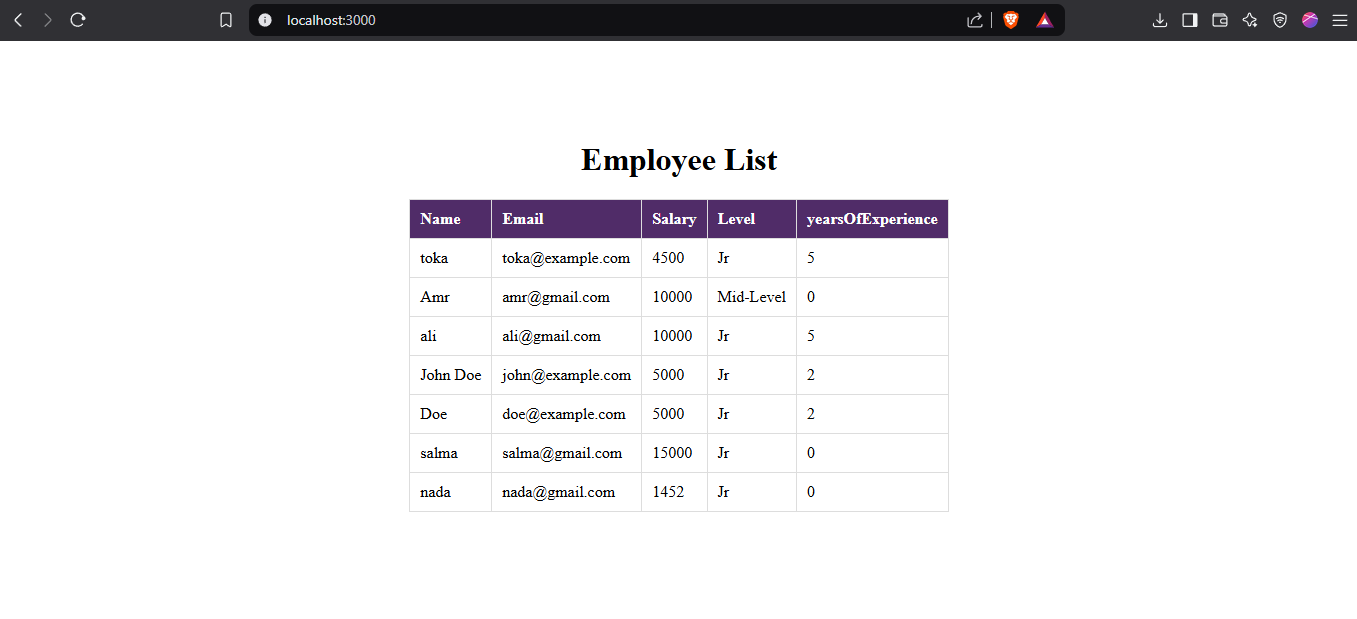 localhost:3000
Employee List
Name Email Salary Level yearsOfExperience
toka toka@example.com 4500 Jr 5
Amr amr@gmail.com 10000 Mid-Level 0
ali ali@gmail.com 10000 Jr 5
John Doe john@example.com 5000 Jr 2
Doe doe@example.com 5000 Jr 2
salma salma@gmail.com 15000 Jr 0
nada nada@gmail.com 1452 Jr 0